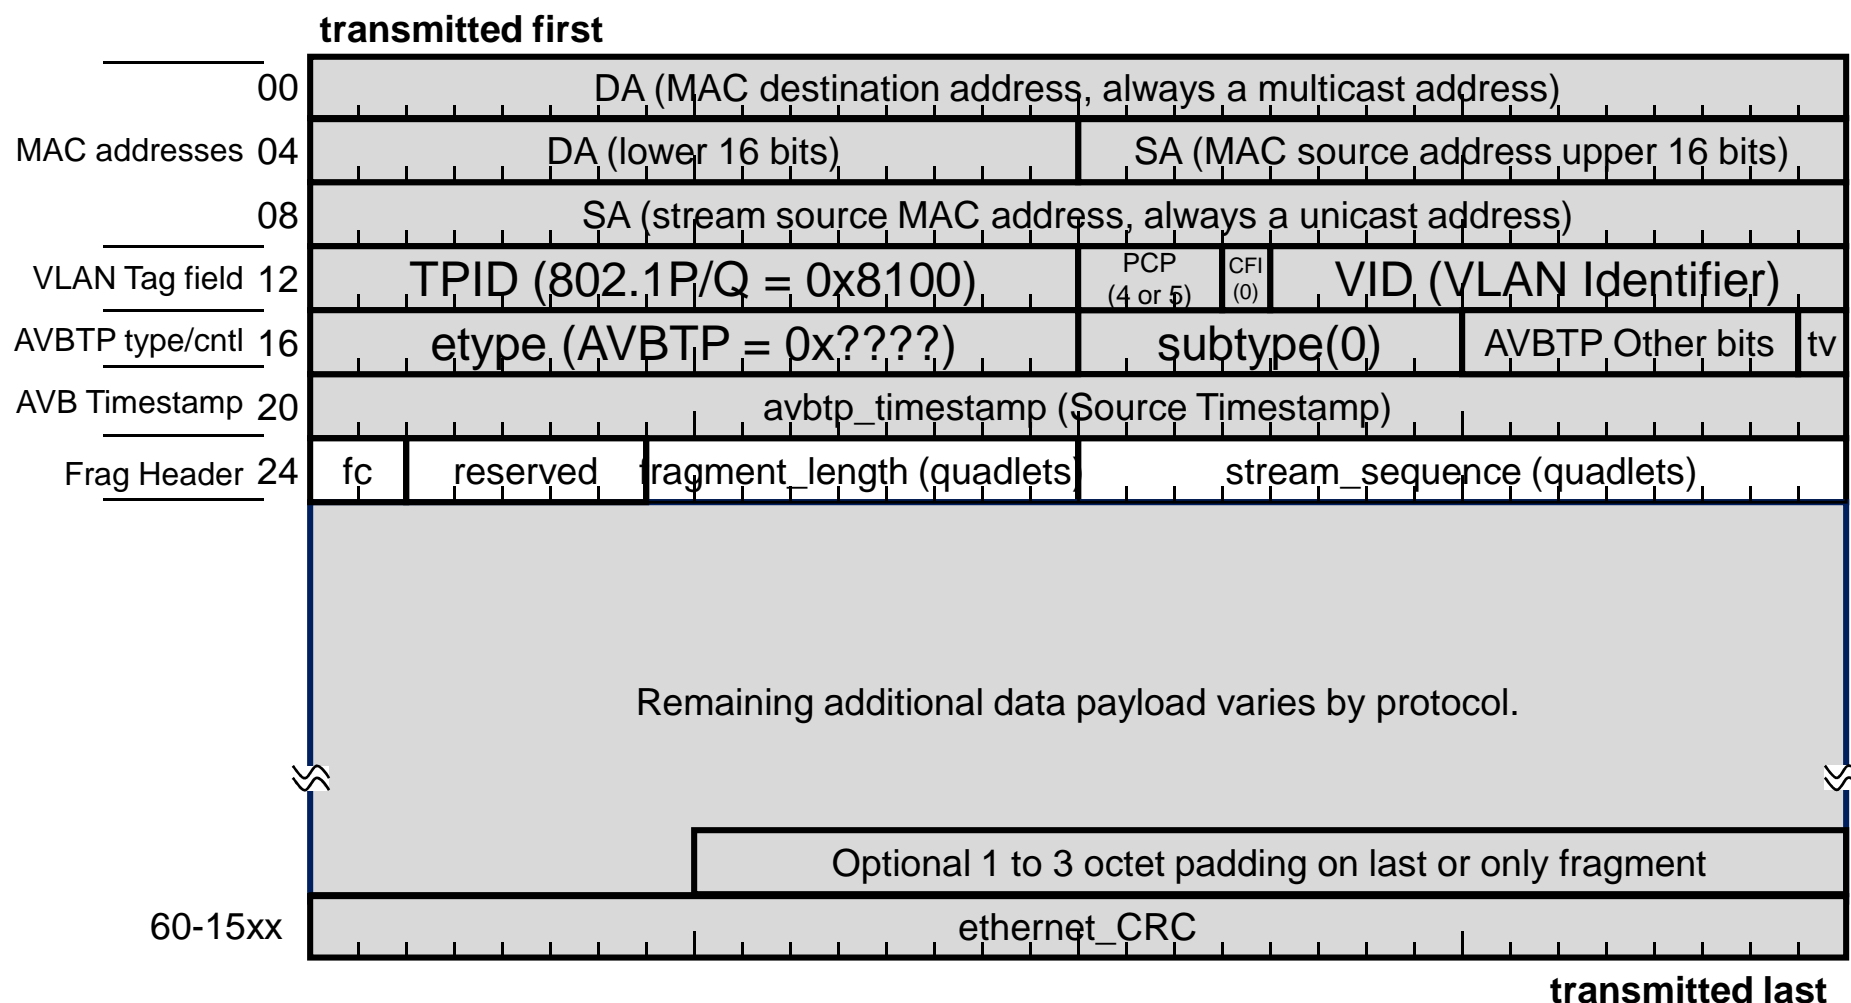 transmitted first
00 DA (MAC destination address, always a multicast address)
MAC addresses 04 DA (lower 16 bits) SA (MAC source address upper 16 bits)
08 SA (stream source MAC address, always a unicast address)
VLAN Tag field 12 TPID (802.1P/Q = 0x8100) PCP (4 or 5) CFI (0) VID (VLAN Identifier)
AVBTP type/cntl 16 etype (AVBTP = 0x????) subtype(0) AVBTP Other bits tv
AVB Timestamp 20 avbtp_timestamp (Source Timestamp)
Frag Header 24 fc reserved fragment_length (quadlets) stream_sequence (quadlets)
Remaining additional data payload varies by protocol.
Optional 1 to 3 octet padding on last or only fragment
60-15xx ethernet_CRC
transmitted last